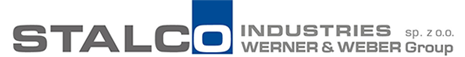 STALCO INDUSTRIES sp. z o.o.
WERNER & WEBER Group